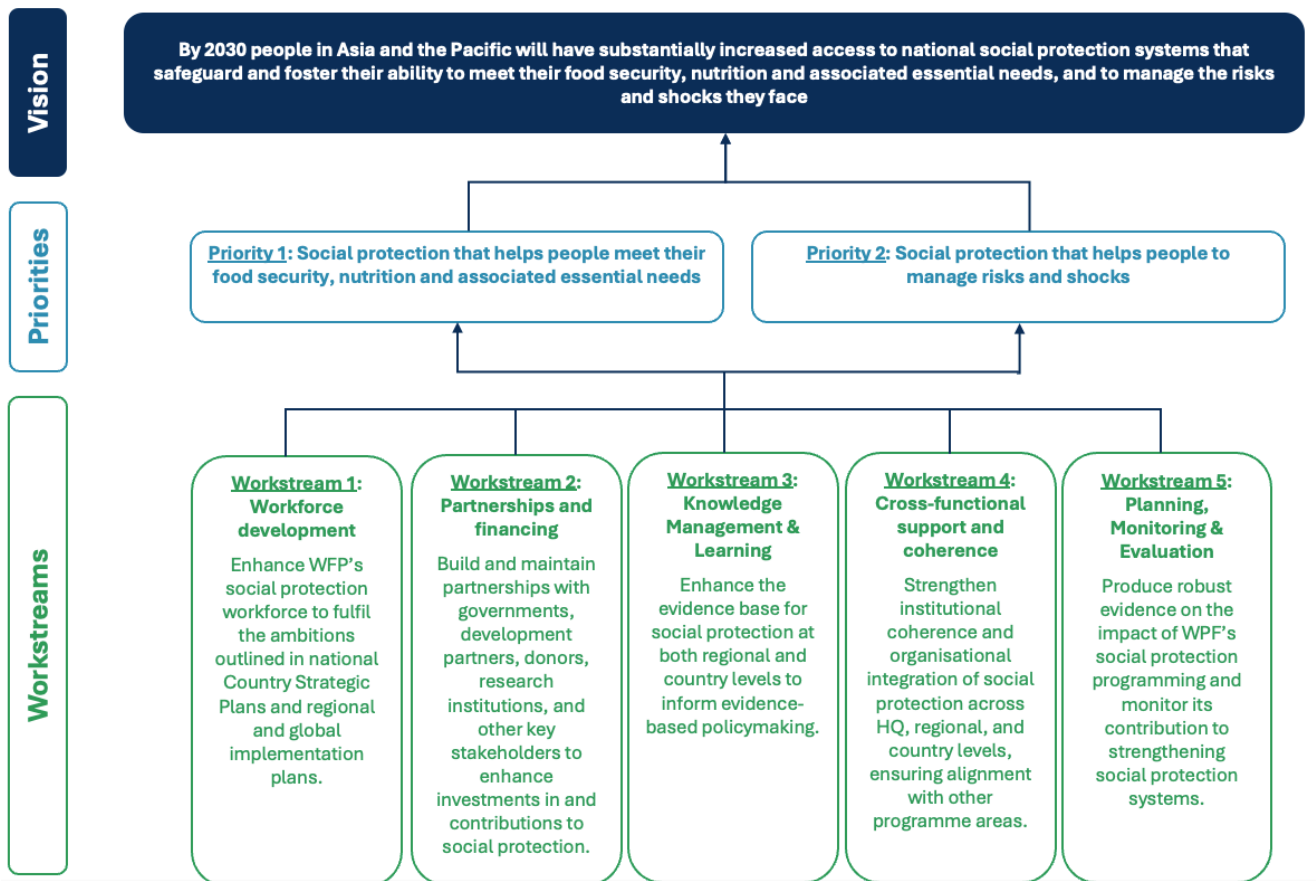 Vision
By 2030 people in Asia and the Pacific will have substantially increased access to national social protection systems that
safeguard and foster their ability to meet their food security, nutrition and associated essential needs, and to manage the risks
and shocks they face
Priorities
Priority 1: Social protection that helps people meet their
food security, nutrition and associated essential needs
Priority 2: Social protection that helps people to
manage risks and shocks
Workstreams
Workstream 1:
Workforce
development
Enhance WFP’s
social protection
workforce to fulfil
the ambitions
outlined in national
Country Strategic
Plans and regional
and global
implementation
plans.
Workstream 2:
Partnerships and
financing
Build and maintain
partnerships with
governments,
development
partners, donors,
research
institutions, and
other key
stakeholders to
enhance
investments in and
contributions to
social protection.
Workstream 3:
Knowledge
Management &
Learning
Enhance the
evidence base for
social protection at
both regional and
country levels to
inform evidence-
based policymaking.
Workstream 4:
Cross-functional
support and
coherence
Strengthen
institutional
coherence and
organisational
integration of social
protection across
HQ, regional, and
country levels,
ensuring alignment
with other
programme areas.
Workstream 5:
Planning,
Monitoring &
Evaluation
Produce robust
evidence on the
impact of WPF’s
social protection
programming and
monitor its
contribution to
strengthening
social protection
systems.